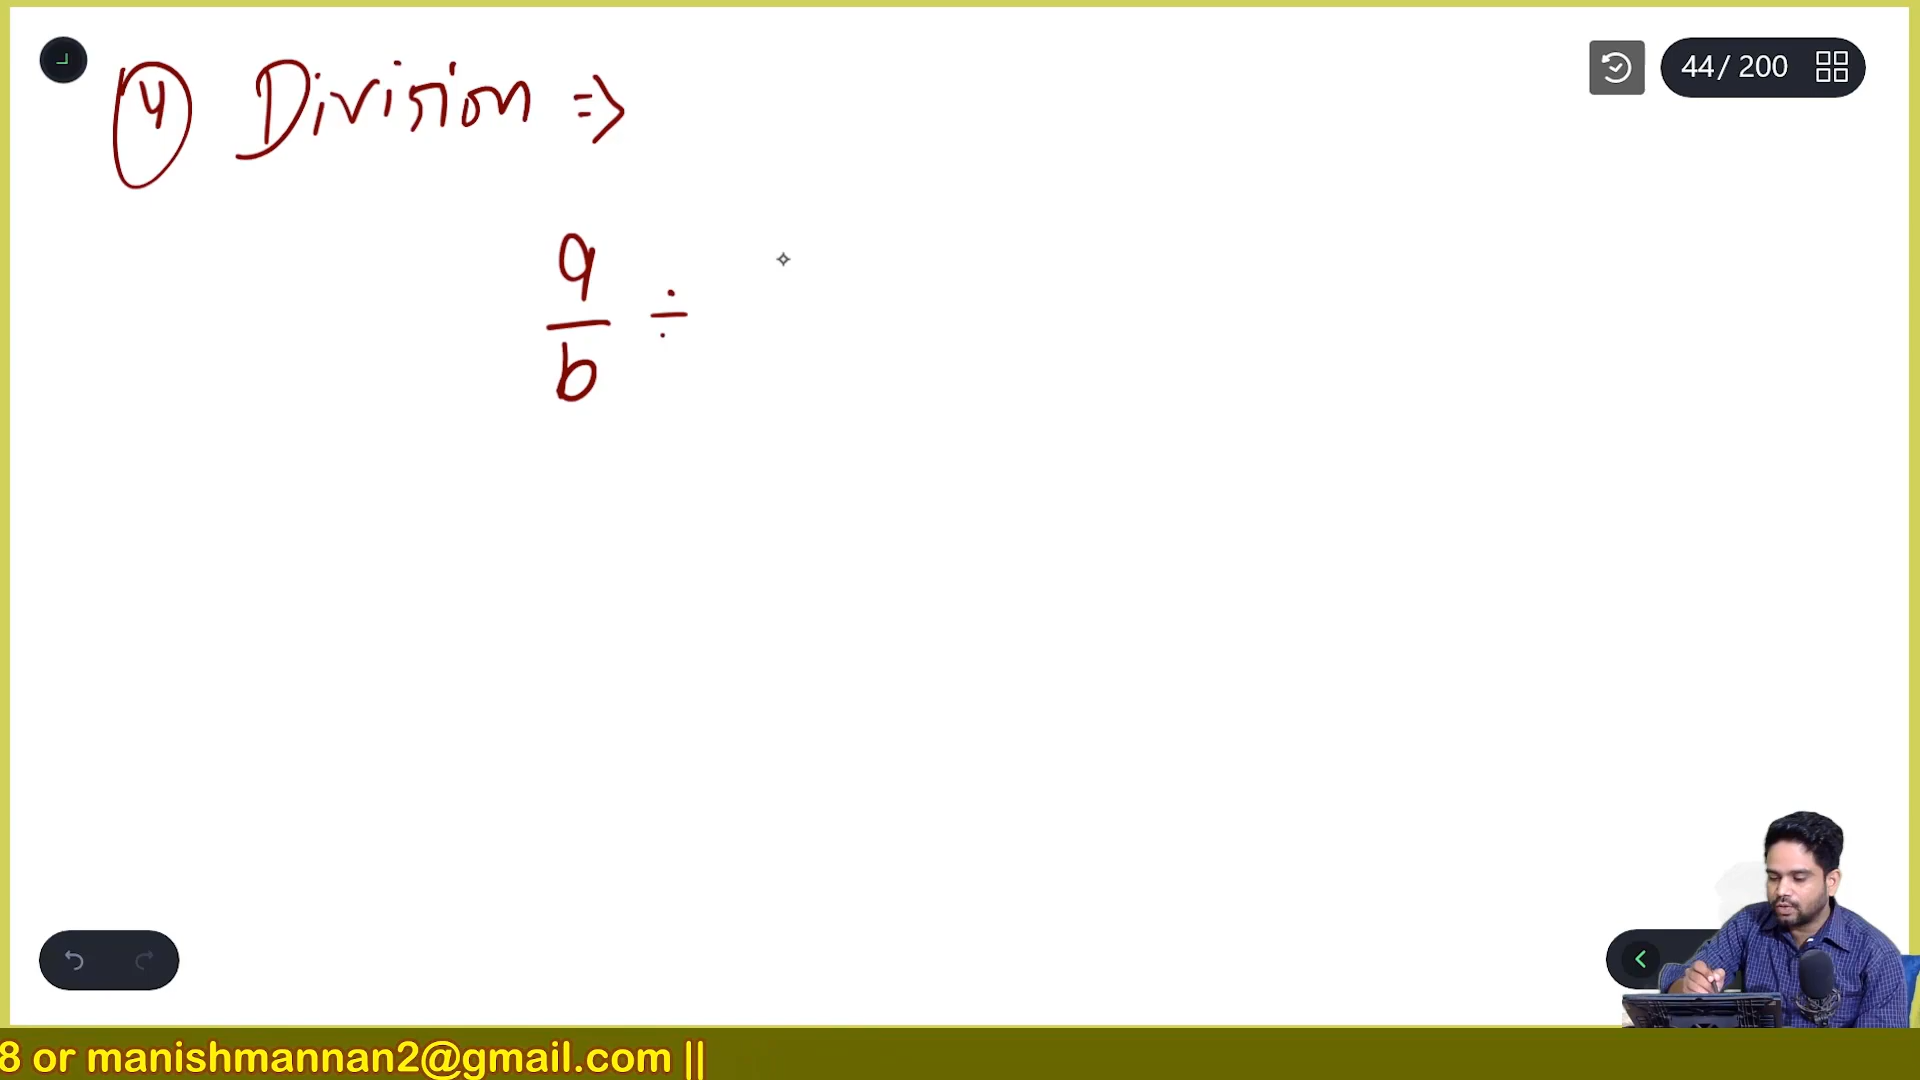 44/ 200
4 Division =>
a
÷
b
8 or manishmannan2@gmail.com ||